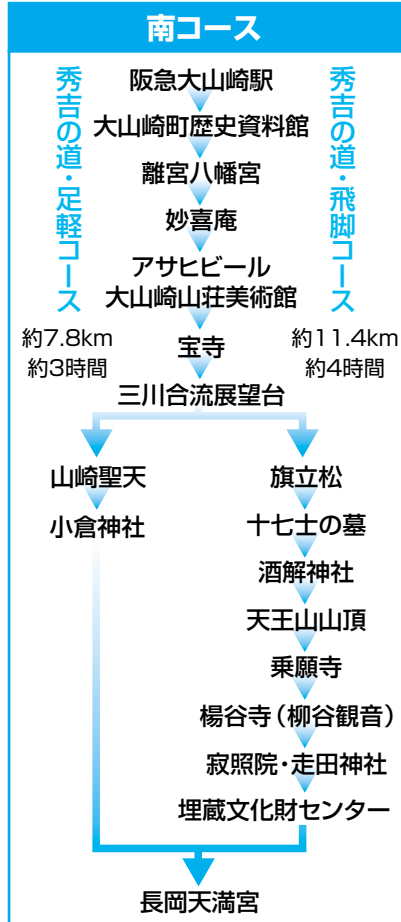 南コース
秀吉の道・足軽コース
約7.8km
約3時間
秀吉の道・飛脚コース
約11.4km
約4時間
阪急大山崎駅
大山崎町歴史資料館
離宮八幡宮
妙喜庵
アサヒビール
大山崎山荘美術館
宝寺
三川合流展望台
山崎聖天
小倉神社
旗立松
十七士の墓
酒解神社
天王山山頂
乗願寺
楊谷寺（柳谷観音）
寂照院・走田神社
埋蔵文化財センター
長岡天満宮